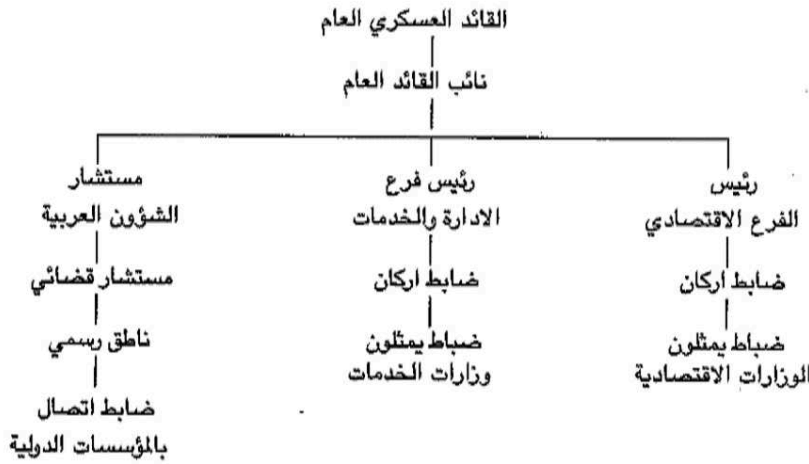 القائد العسكري العام
نائب القائد العام
رئيس
الفرع الاقتصادي
ضابط اركان
ضباط يمثلون
الوزارات الاقتصادية
رئيس فرع
الادارة والخدمات
ضابط اركان
ضباط يمثلون
وزارات الخدمات
مستشار
الشؤون العربية
مستشار قضائي
ناطق رسمي
ضابط اتصال
بالمؤسسات الدولية